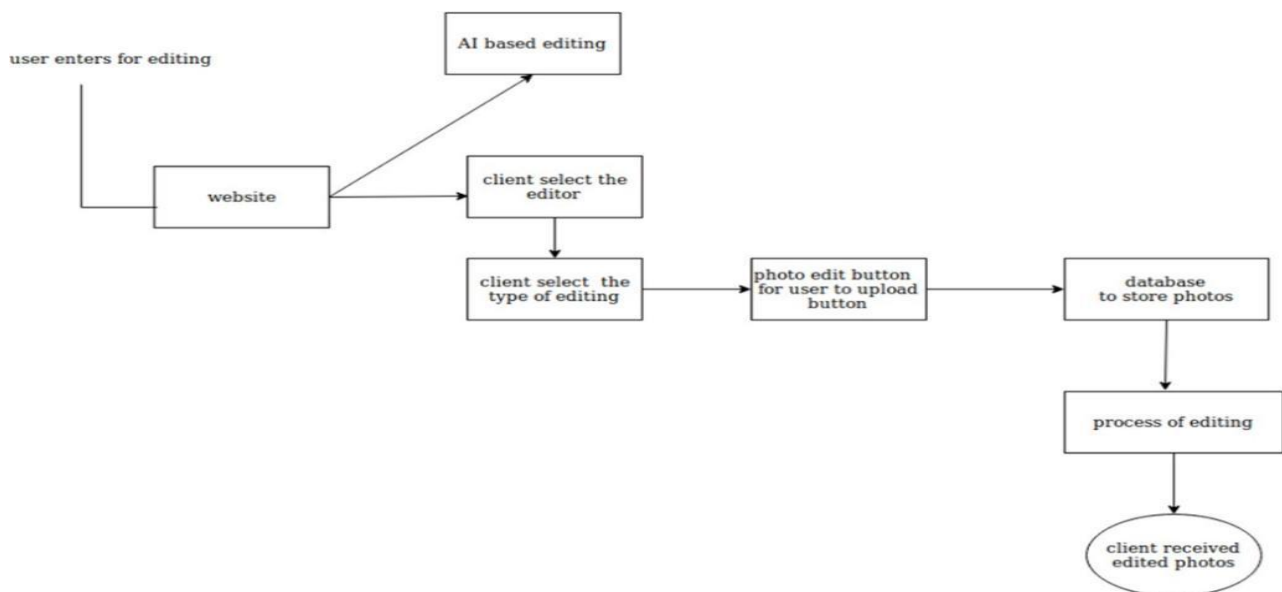 user enters for editing
AI based editing
website
client select the
editor
client select  the
type of editing
photo edit button
for user to upload
button
database
to store photos
process of editing
client received
edited photos